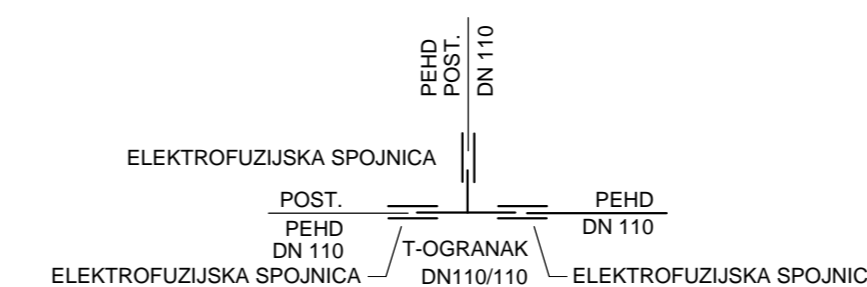 PEHD
POST.
DN 110
ELEKTROFUZIJSKA SPOJNICA
POST.
PEHD
DN 110
PEHD
DN 110
T-OGRANAK
DN110/110
ELEKTROFUZIJSKA SPOJNICA
ELEKTROFUZIJSKA SPOJNIC